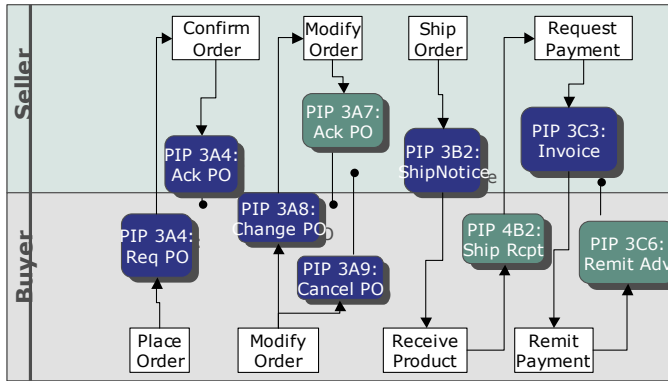 Seller
Confirm
Order
Modify
Order
Ship
Order
Request
Payment
PIP 3A7:
Ack PO
PIP 3A4:
Ack PO
PIP 3B2:
ShipNotice
PIP 3C3:
Invoice
Buyer
PIP 3A4:
Req PO
PIP 3A8:
Change PO
PIP 3A9:
Cancel PO
PIP 4B2:
Ship Rcpt
PIP 3C6:
Remit Adv
Place
Order
Modify
Order
Receive
Product
Remit
Payment